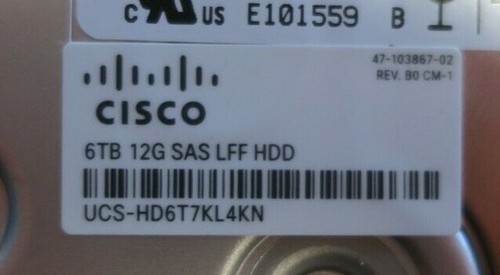 C US E101559 B
47-103867-02
REV. B0 CM-1
CISCO
6TB 12G SAS LFF HDD
UCS-HD6T7KL4KN